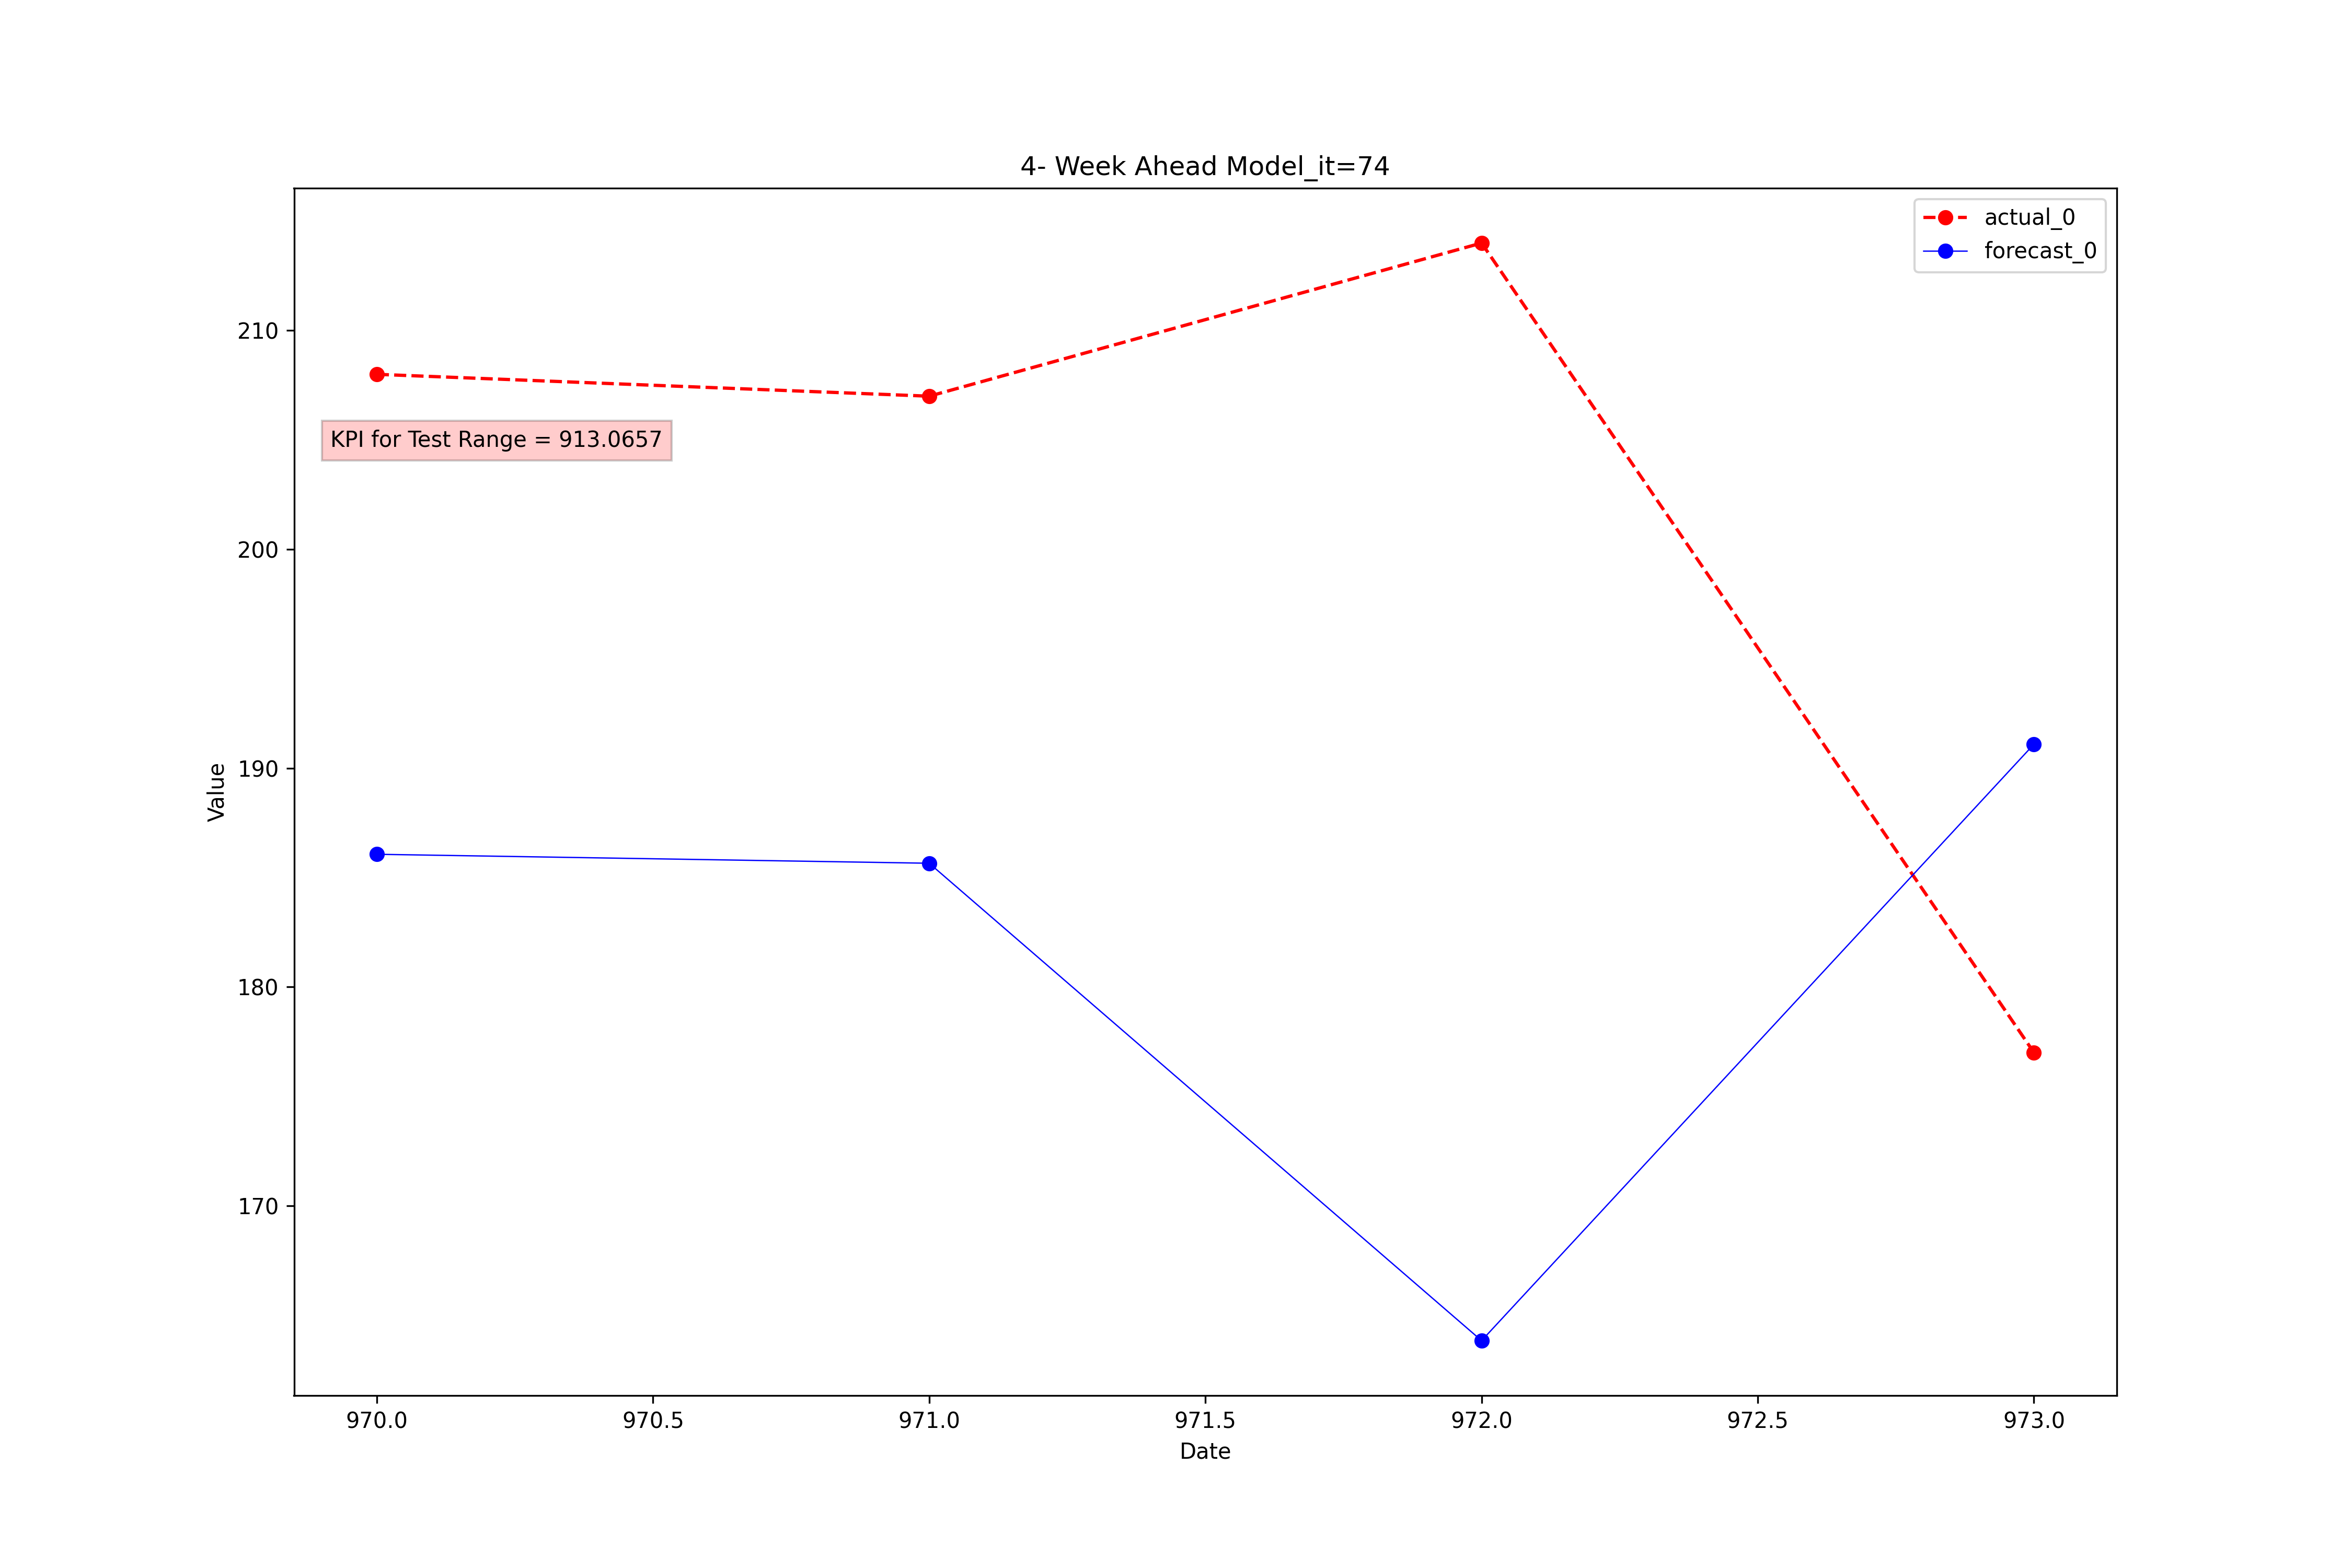 4- Week Ahead Model_it=74
actual_0
forecast_0
KPI for Test Range = 913.0657
210
200
190
180
170
Value
970.0 970.5 971.0 971.5 972.0 972.5 973.0
Date